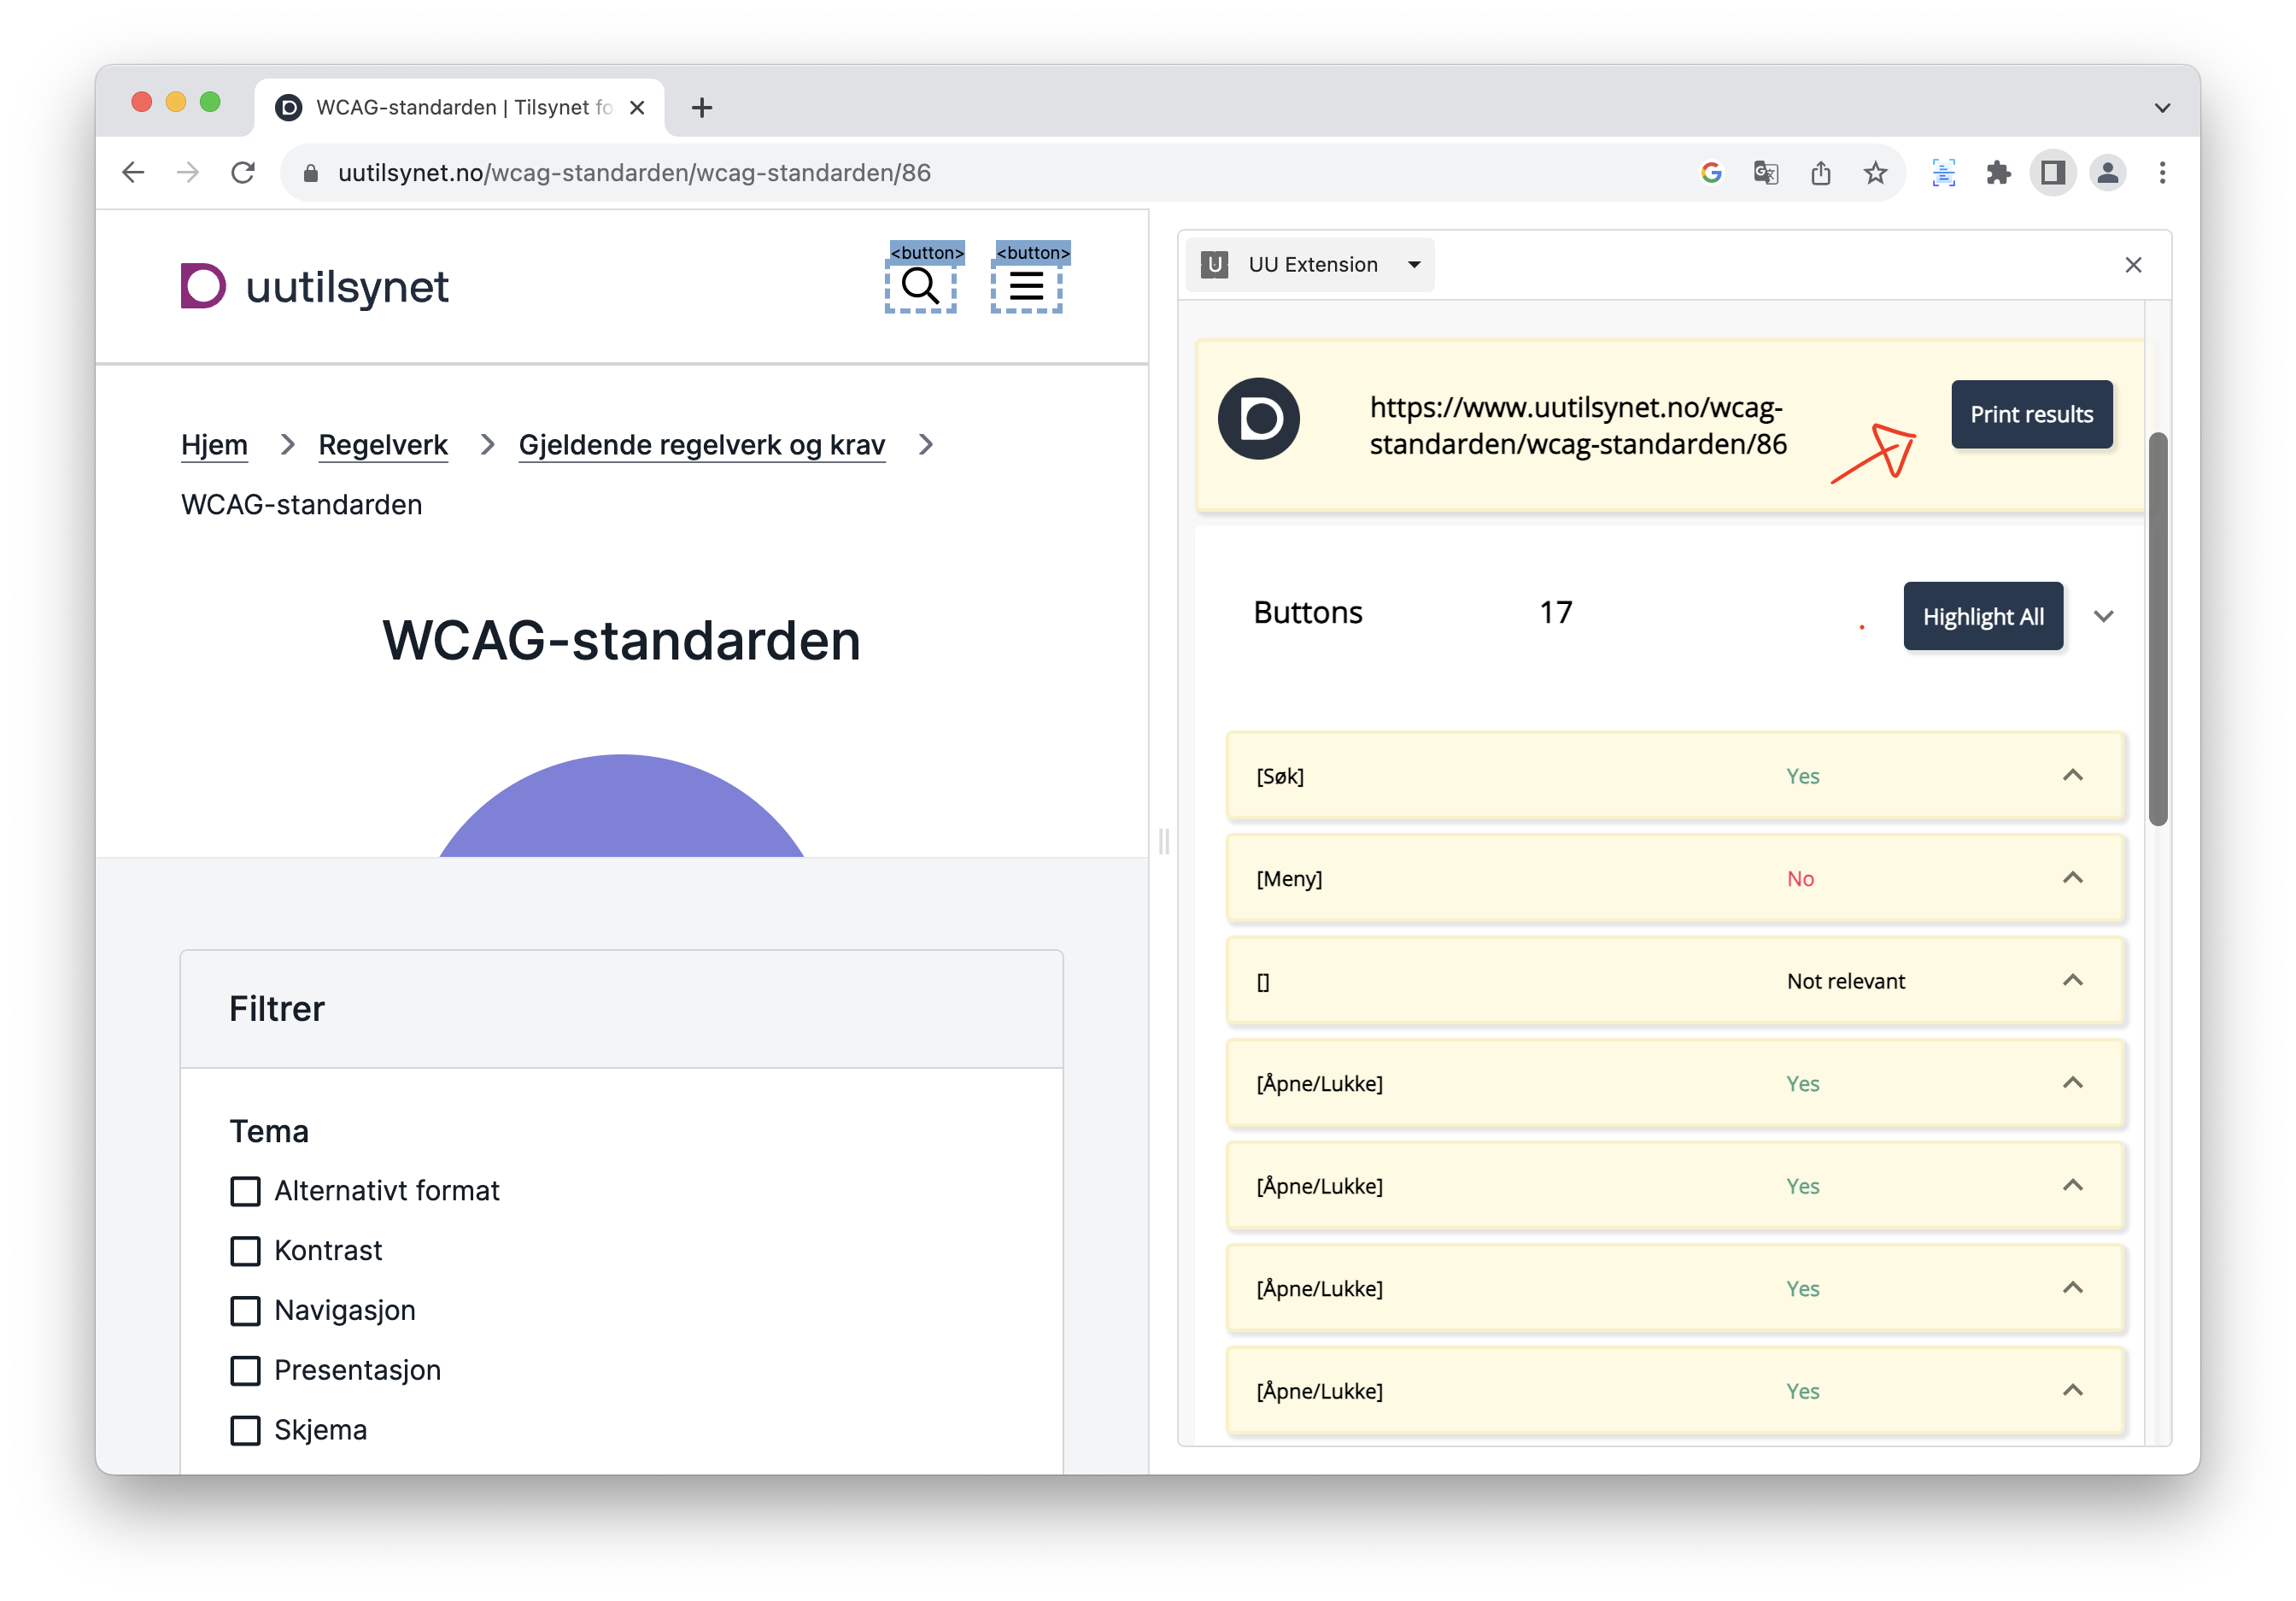 WCAG-standarden | Tilsynet fo
uutilsynet.no/wcag-standarden/wcag-standarden/86
<button>
<button>
uutilsynet
Hjem
Regelverk
Gjeldende regelverk og krav
WCAG-standarden
WCAG-standarden
Filtrer
Tema
Alternativt format
Kontrast
Navigasjon
Presentasjon
Skjema
U
UU Extension
https://www.uutilsynet.no/wcag-
standarden/wcag-standarden/86
Print results
Buttons
17
Highlight All
[Søk]
Yes
[Meny]
No
[]
Not relevant
[Åpne/Lukke]
Yes
[Åpne/Lukke]
Yes
[Åpne/Lukke]
Yes
[Åpne/Lukke]
Yes